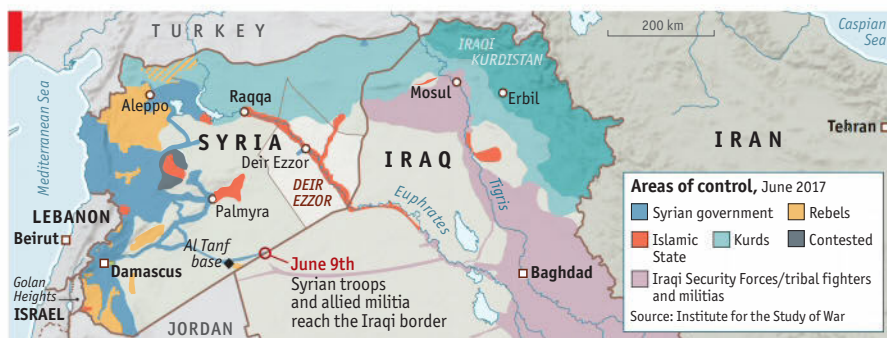 TURKEY
200 km
Caspian
Sea
IRAQI
KURDISTAN
Mediterranean Sea
Aleppo
Raqqa
Mosul
Erbil
SYRIA
Deir Ezzor
IRAQ
IRAN
Tehran
DEIR
EZZOR
Euphrates
Tigris
LEBANON
Beirut
Palmyra
Al Tanf
base
Damascus
Golan
Heights
ISRAEL
JORDAN
June 9th
Syrian troops
and allied militia
reach the Iraqi border
Baghdad
Areas of control, June 2017
Syrian government
Rebels
Islamic
State
Kurds
Contested
Iraqi Security Forces/tribal fighters
and militias
Source: Institute for the Study of War